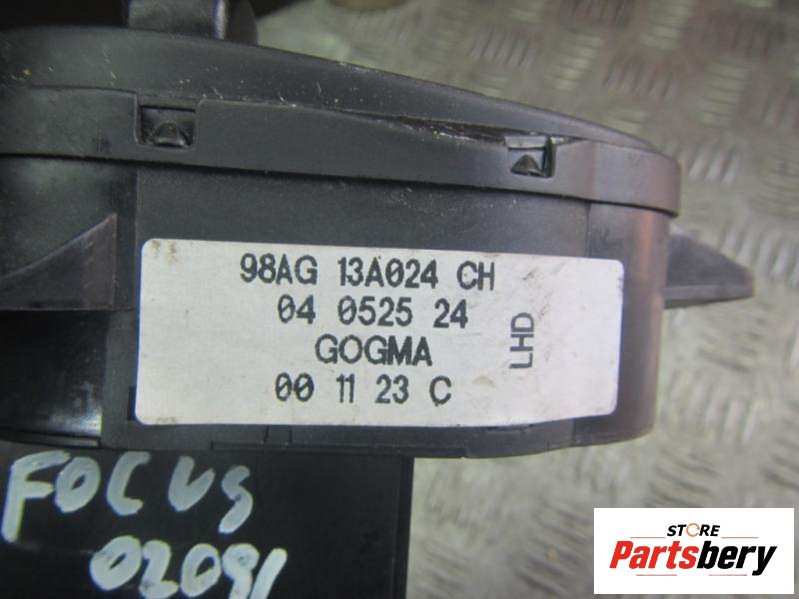 98AG 13A024 CH
04 0525 24
GOGMA
00 11 23 C
LHD
FOCUS
02091
STORE
Partsbery